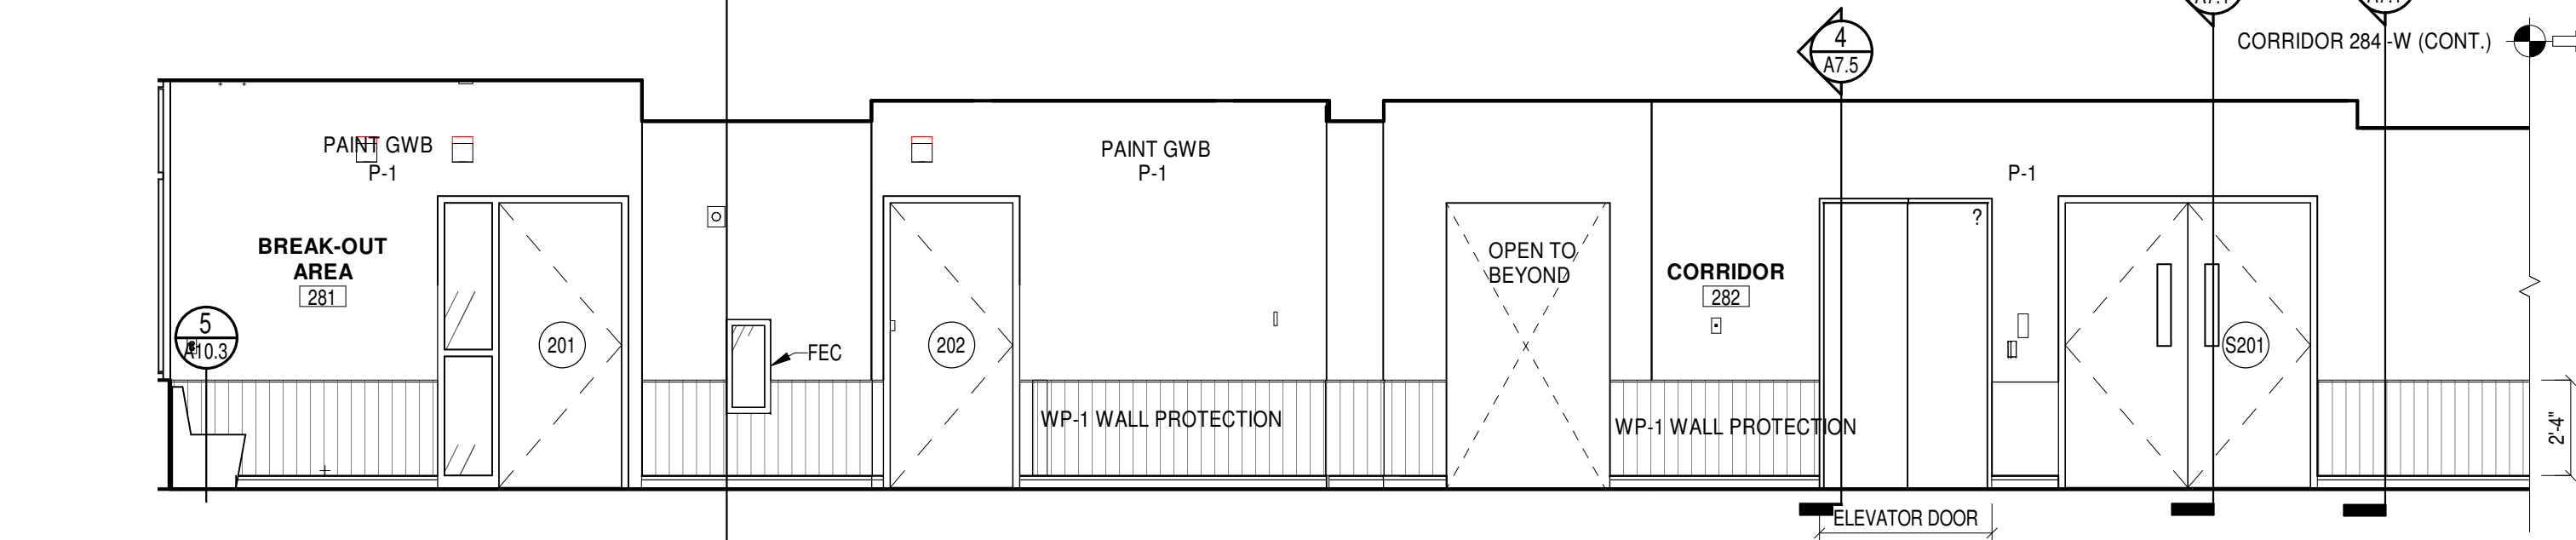 4
A7.5
CORRIDOR 284 -W (CONT.)
PAINT GWB
P-1
PAINT GWB
P-1
P-1
BREAK-OUT
AREA
281
OPEN TO
BEYOND
CORRIDOR
282
?
5
A10.3
201
FEC
202
S201
WP-1 WALL PROTECTION
WP-1 WALL PROTECTION
2'-4"
ELEVATOR DOOR